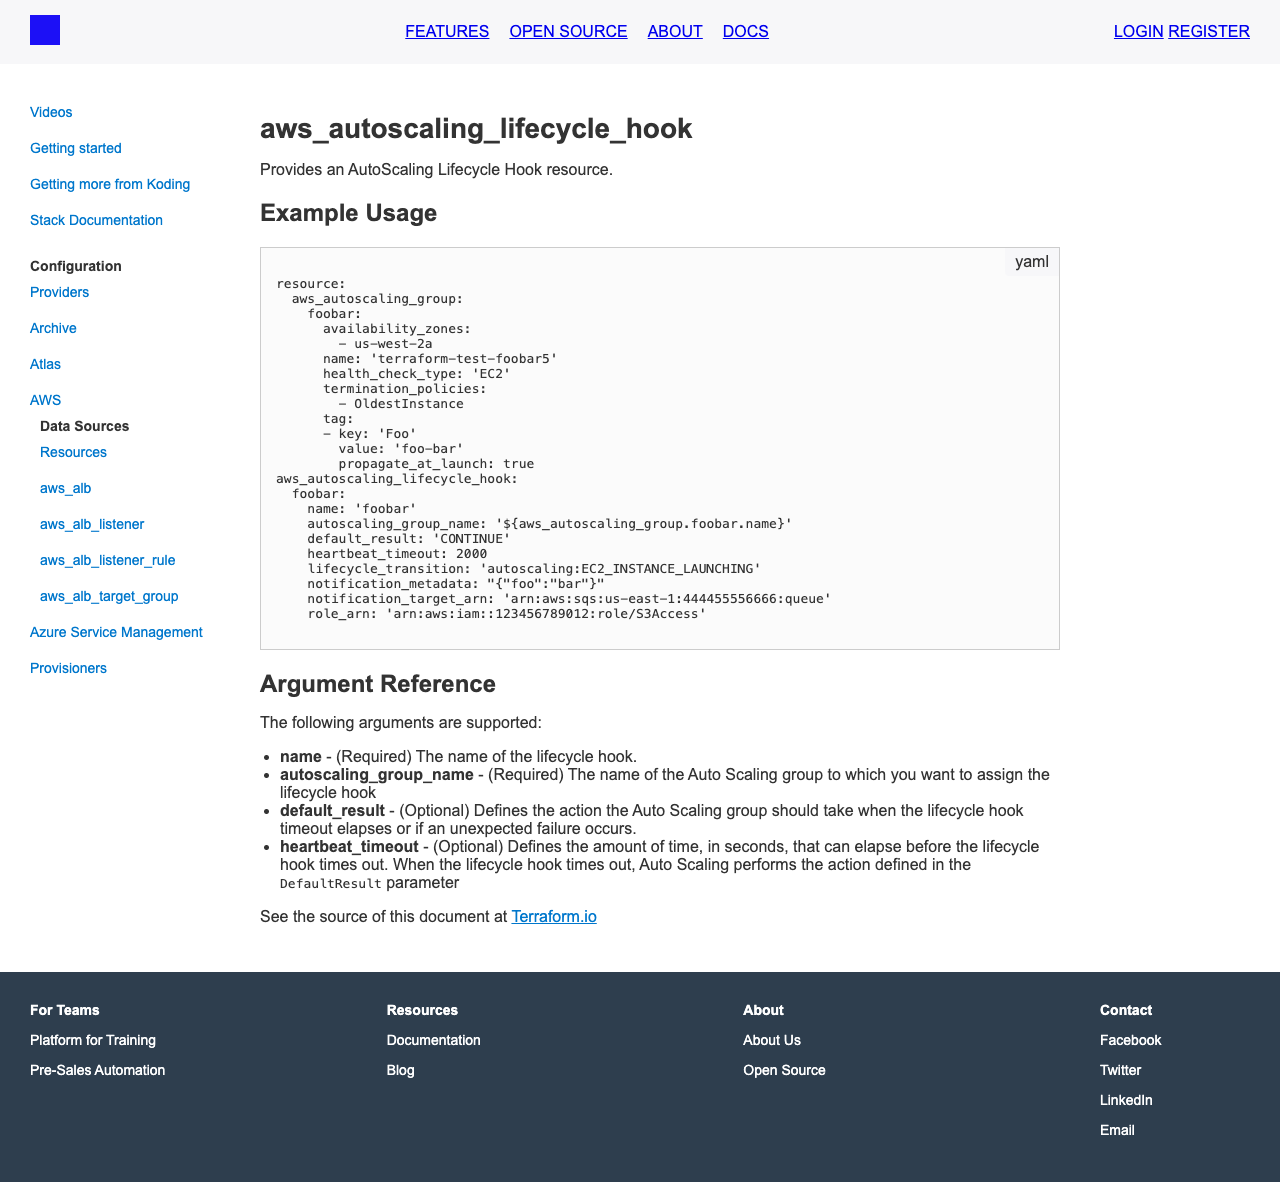 FEATURES OPEN SOURCE ABOUT DOCS LOGIN REGISTER
Videos
Getting started
Getting more from Koding
Stack Documentation
Configuration
Providers
Archive
Atlas
AWS
Data Sources
Resources
aws_alb
aws_alb_listener
aws_alb_listener_rule
aws_alb_target_group
Azure Service Management
Provisioners
aws_autoscaling_lifecycle_hook
Provides an AutoScaling Lifecycle Hook resource.
Example Usage
yaml
resource:
  aws_autoscaling_group:
    foobar:
      availability_zones:
        - us-west-2a
      name: 'terraform-test-foobar5'
      health_check_type: 'EC2'
      termination_policies:
        - OldestInstance
      tag:
      - key: 'Foo'
        value: 'foo-bar'
        propagate_at_launch: true
aws_autoscaling_lifecycle_hook:
  foobar:
    name: 'foobar'
    autoscaling_group_name: '${aws_autoscaling_group.foobar.name}'
    default_result: 'CONTINUE'
    heartbeat_timeout: 2000
    lifecycle_transition: 'autoscaling:EC2_INSTANCE_LAUNCHING'
    notification_metadata: "{"foo":"bar"}"
    notification_target_arn: 'arn:aws:sqs:us-east-1:444455556666:queue'
    role_arn: 'arn:aws:iam::123456789012:role/S3Access'
Argument Reference
The following arguments are supported:
• name - (Required) The name of the lifecycle hook.
• autoscaling_group_name - (Required) The name of the Auto Scaling group to which you want to assign the
lifecycle hook
• default_result - (Optional) Defines the action the Auto Scaling group should take when the lifecycle hook
timeout elapses or if an unexpected failure occurs.
• heartbeat_timeout - (Optional) Defines the amount of time, in seconds, that can elapse before the lifecycle
hook times out. When the lifecycle hook times out, Auto Scaling performs the action defined in the
DefaultResult parameter
See the source of this document at Terraform.io
For Teams
Platform for Training
Pre-Sales Automation
Resources
Documentation
Blog
About
About Us
Open Source
Contact
Facebook
Twitter
LinkedIn
Email